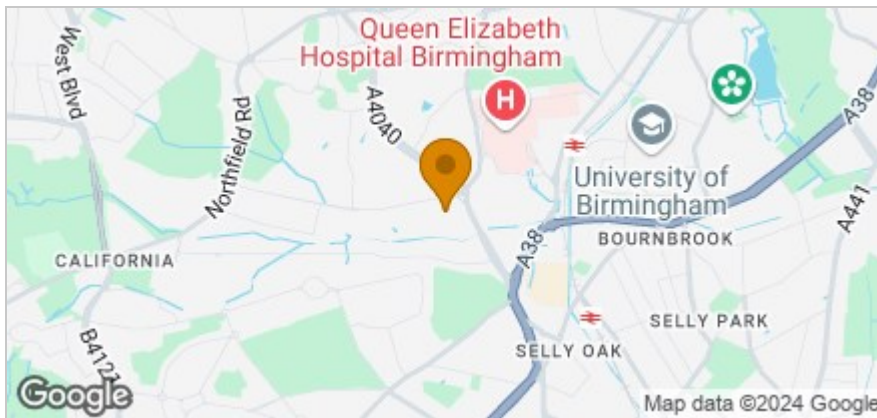 West Blvd
Northfield Rd
A4040
Queen Elizabeth
Hospital Birmingham
H
A38
University of
Birmingham
A441
A38
BOURNBROOK
CALIFORNIA
B4121
SELLY PARK
SELLY OAK
Google
Map data ©2024 Google